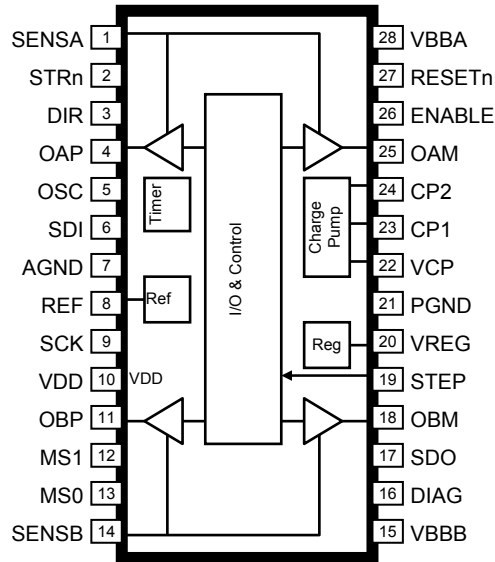 SENSA 1
28 VBBA
STRn 2
27 RESETn
DIR 3
26 ENABLE
OAP 4
25 OAM
OSC 5
Timer
Charge
Pump
24 CP2
SDI 6
23 CP1
AGND 7
I/O & Control
22 VCP
REF 8
Ref
21 PGND
SCK 9
Reg
20 VREG
VDD 10 VDD
19 STEP
OBP 11
18 OBM
MS1 12
17 SDO
MS0 13
16 DIAG
SENSB 14
15 VBBB